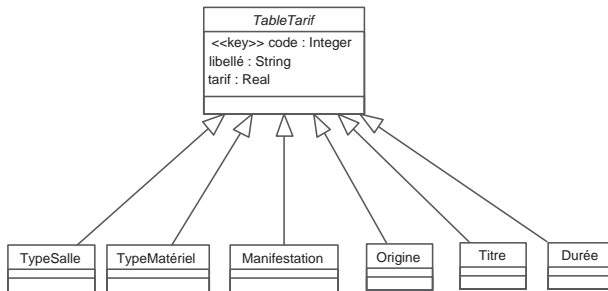 TableTarif
<<key>> code : Integer
libellé : String
tarif : Real
TypeSalle
TypeMatériel
Manifestation
Origine
Titre
Durée